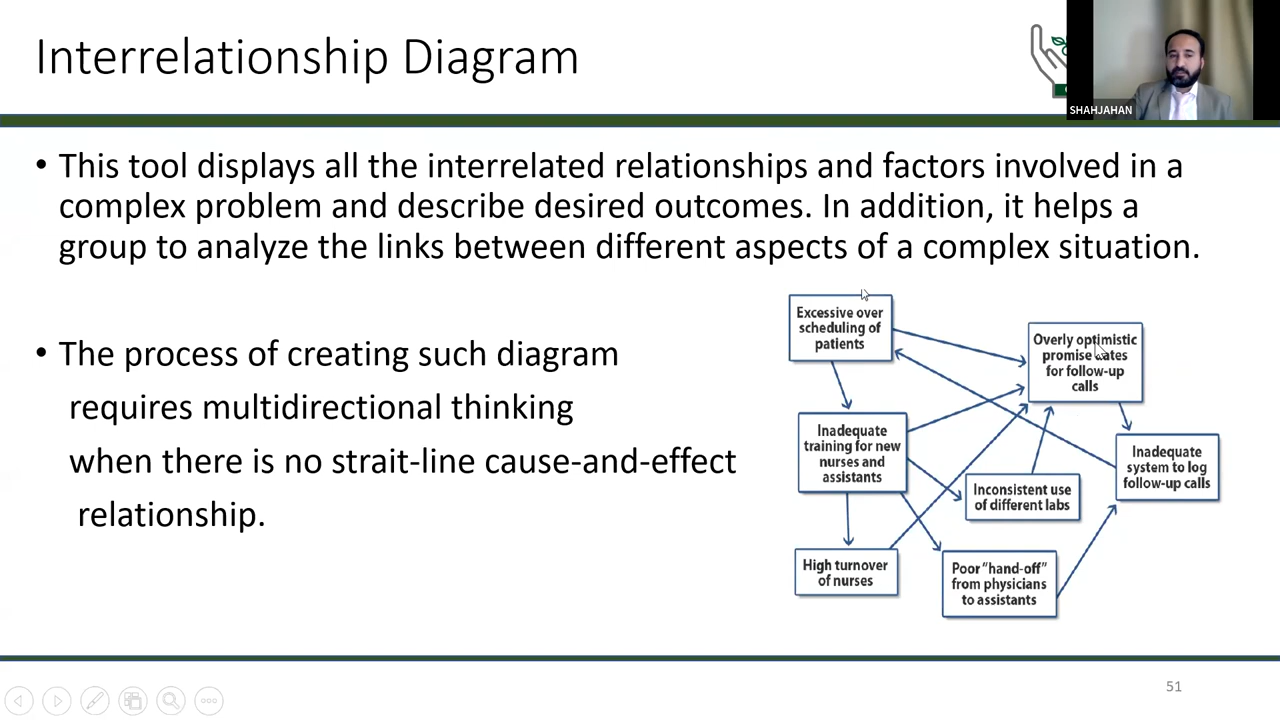 Interrelationship Diagram
SHAHJAHAN
• This tool displays all the interrelated relationships and factors involved in a
complex problem and describe desired outcomes. In addition, it helps a
group to analyze the links between different aspects of a complex situation.
• The process of creating such diagram
requires multidirectional thinking
when there is no strait-line cause-and-effect
relationship.
Excessive over
scheduling of
patients
Overly optimistic
promise dates
for follow-up
calls
Inadequate
training for new
nurses and
assistants
Inadequate
system to log
follow-up calls
Inconsistent use
of different labs
High turnover
of nurses
Poor "hand-off"
from physicians
to assistants
51